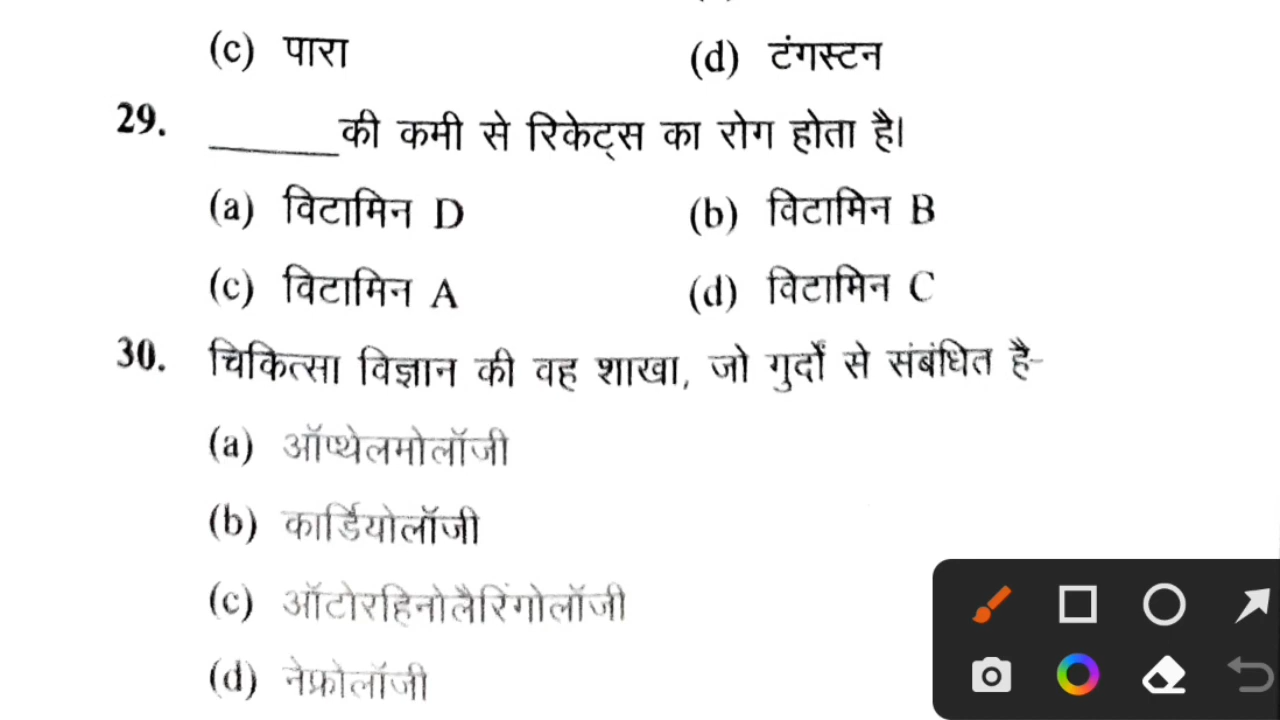 (c) पारा (d) टंगस्टन
29. ______की कमी से रिकेट्स का रोग होता है।
(a) विटामिन D (b) विटामिन B
(c) विटामिन A (d) विटामिन C
30. चिकित्सा विज्ञान की वह शाखा, जो गुर्दों से संबंधित है-
(a) ऑप्थेलमोलॉजी
(b) कार्डियोलॉजी
(c) ऑटोरहिनोलैरिंगोलॉजी
(d) नेफ्रोलॉजी